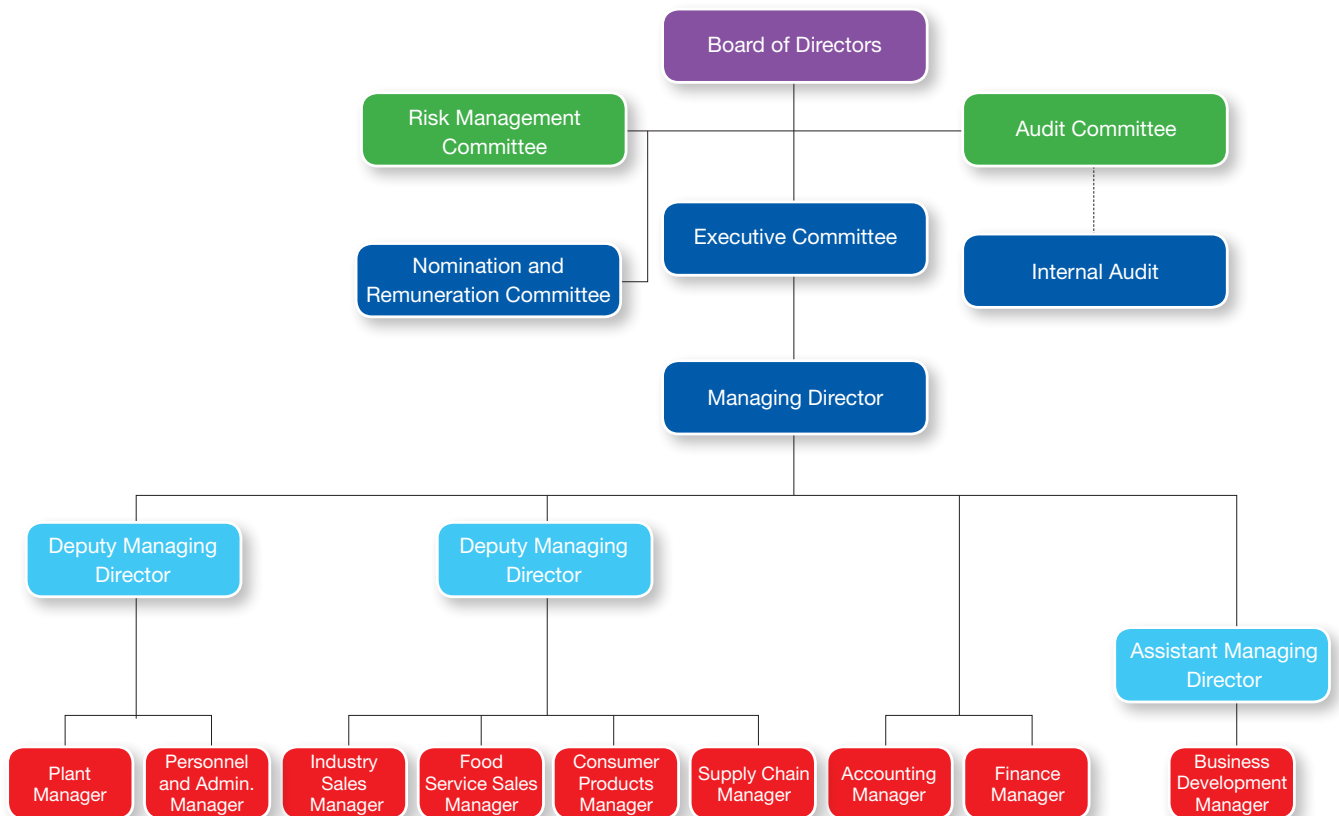 Board of Directors
Risk Management
Committee
Audit Committee
Executive Committee
Nomination and
Remuneration Committee
Internal Audit
Managing Director
Deputy Managing
Director
Deputy Managing
Director
Assistant Managing
Director
Plant
Manager
Personnel
and Admin.
Manager
Industry
Sales
Manager
Food
Service Sales
Manager
Consumer
Products
Manager
Supply Chain
Manager
Accounting
Manager
Finance
Manager
Business
Development
Manager